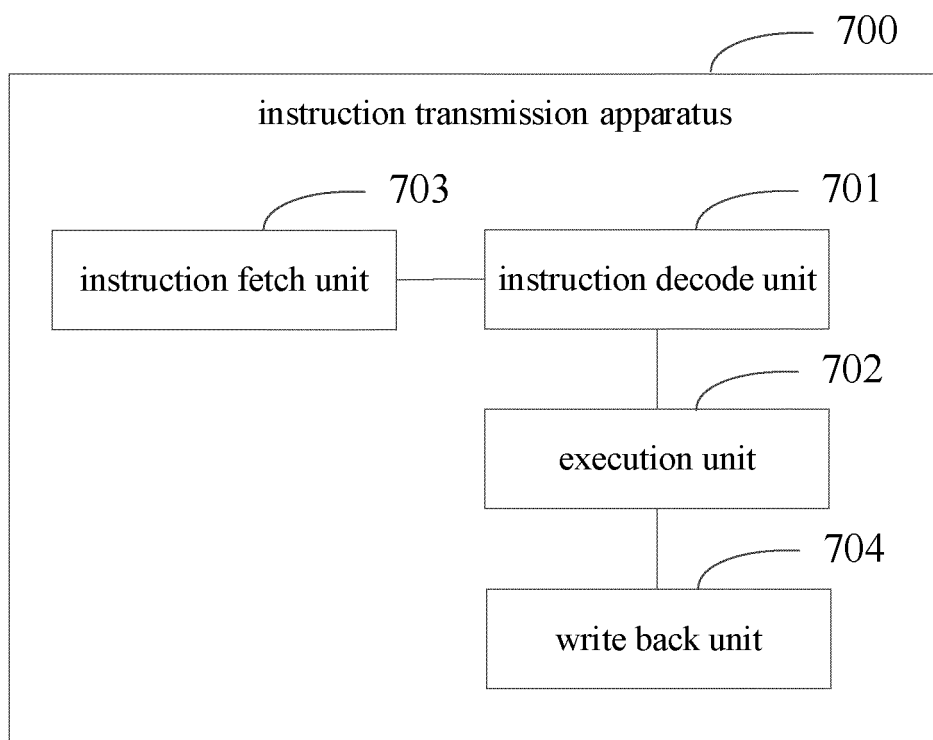 700
instruction transmission apparatus
703
701
instruction fetch unit
instruction decode unit
702
execution unit
704
write back unit